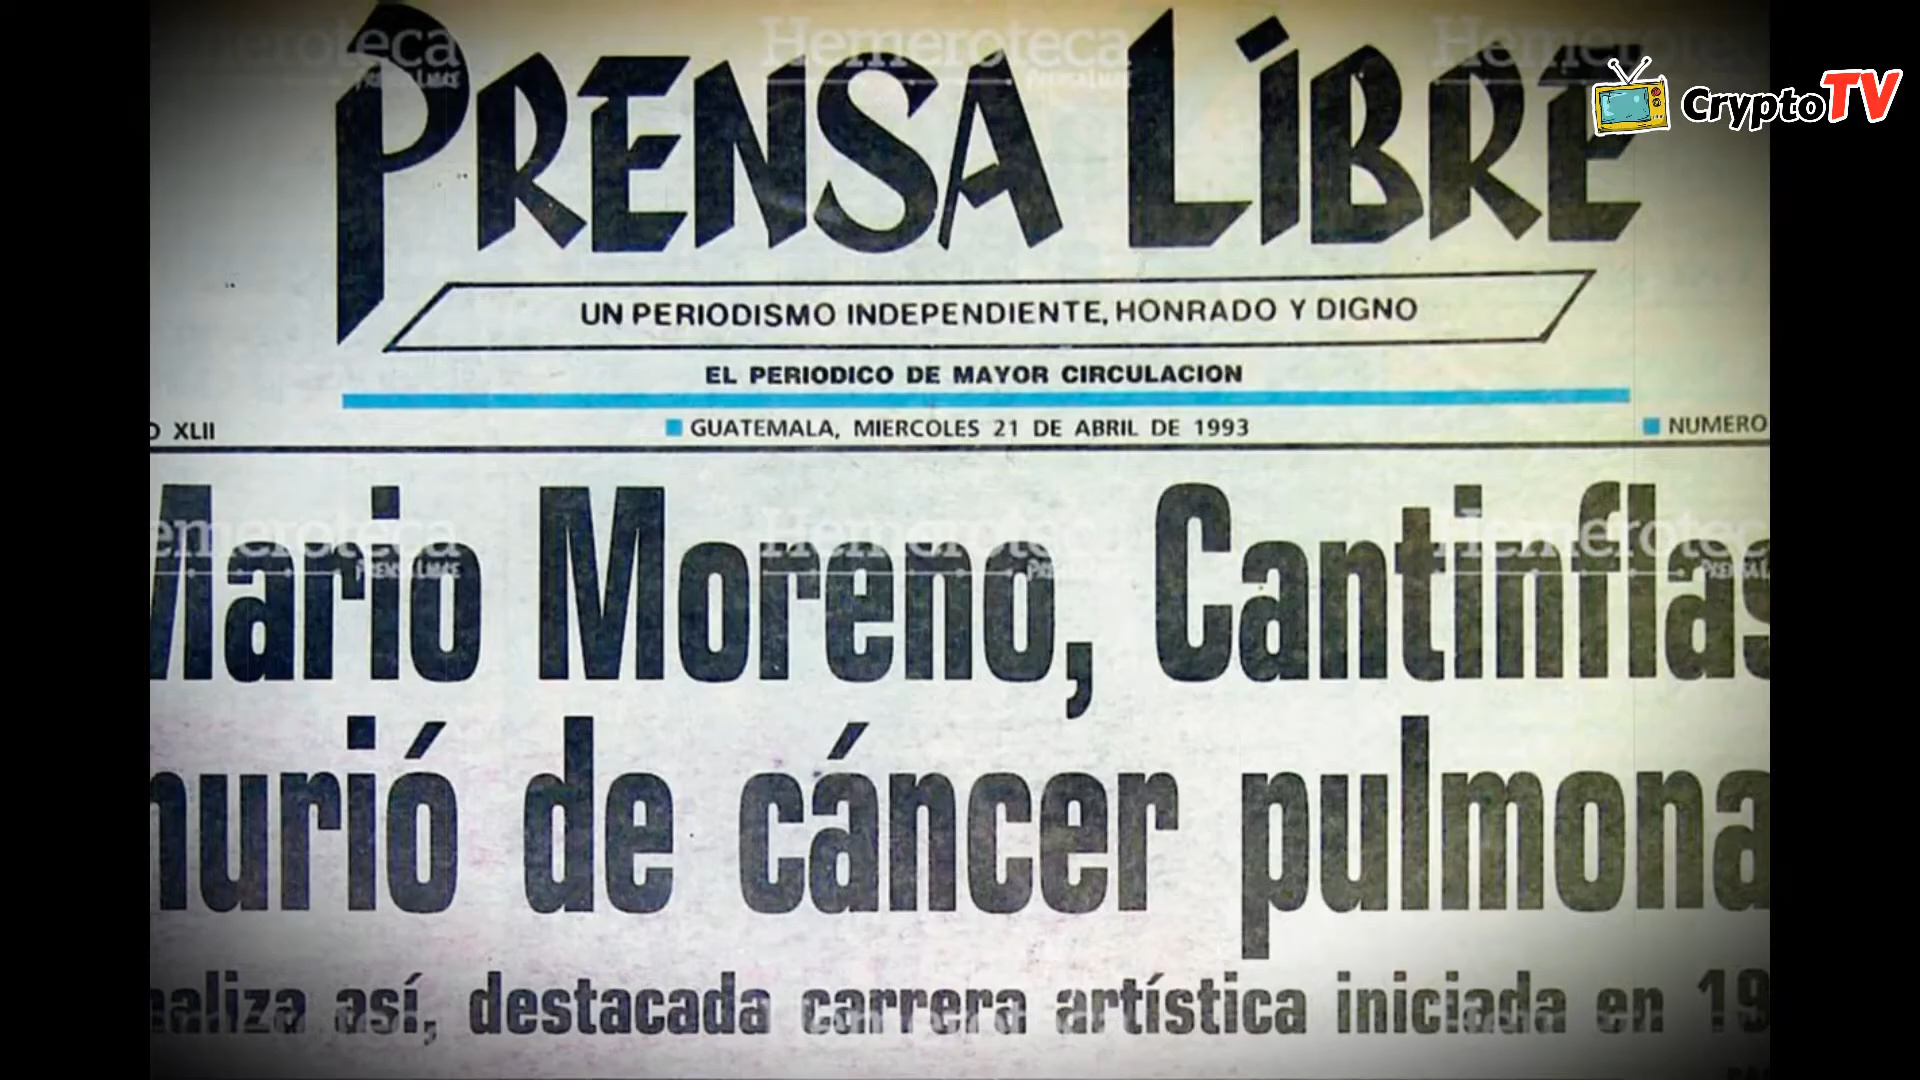 PRENSA LIBRE
CryptoTV
UN PERIODISMO INDEPENDIENTE, HONRADO Y DIGNO
EL PERIODICO DE MAYOR CIRCULACION
XLII
GUATEMALA, MIERCOLES 21 DE ABRIL DE 1993
NUMERO
Mario Moreno, Cantinflas
murió de cáncer pulmona
naliza así, destacada carrera artística iniciada en 19
Hemeroteca
PRENSA LIBRE